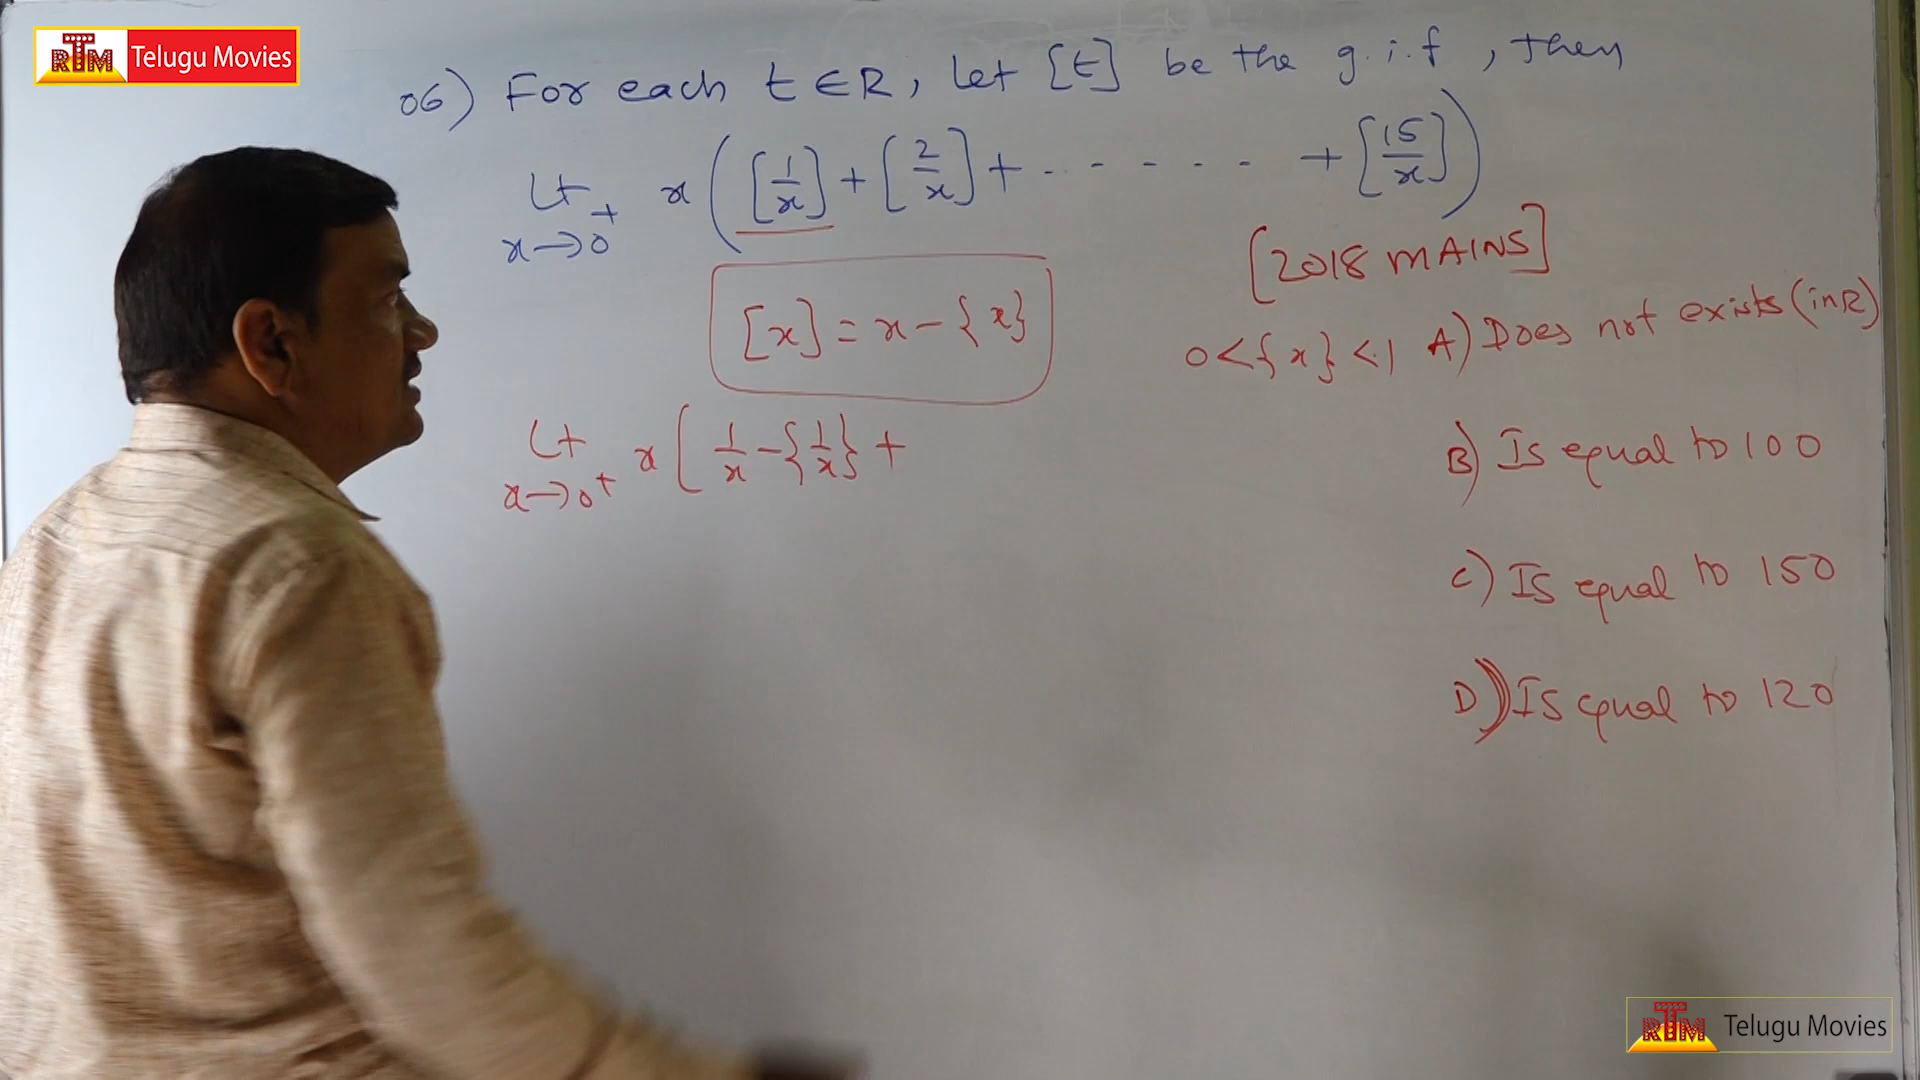 RTM Telugu Movies
06) For each t ∈ R, Let [t] be the g.i.f, then
Lt x→0⁺ x([1/x] + [2/x] + ------ + [15/x])
[2018 MAINS]
[x] = x - {x}
0<{x}<1
A) Does not exists (in R)
Lt x→0⁺ x[1/x - {1/x} +
B) Is equal to 100
C) Is equal to 150
D) Is equal to 120
RTM Telugu Movies